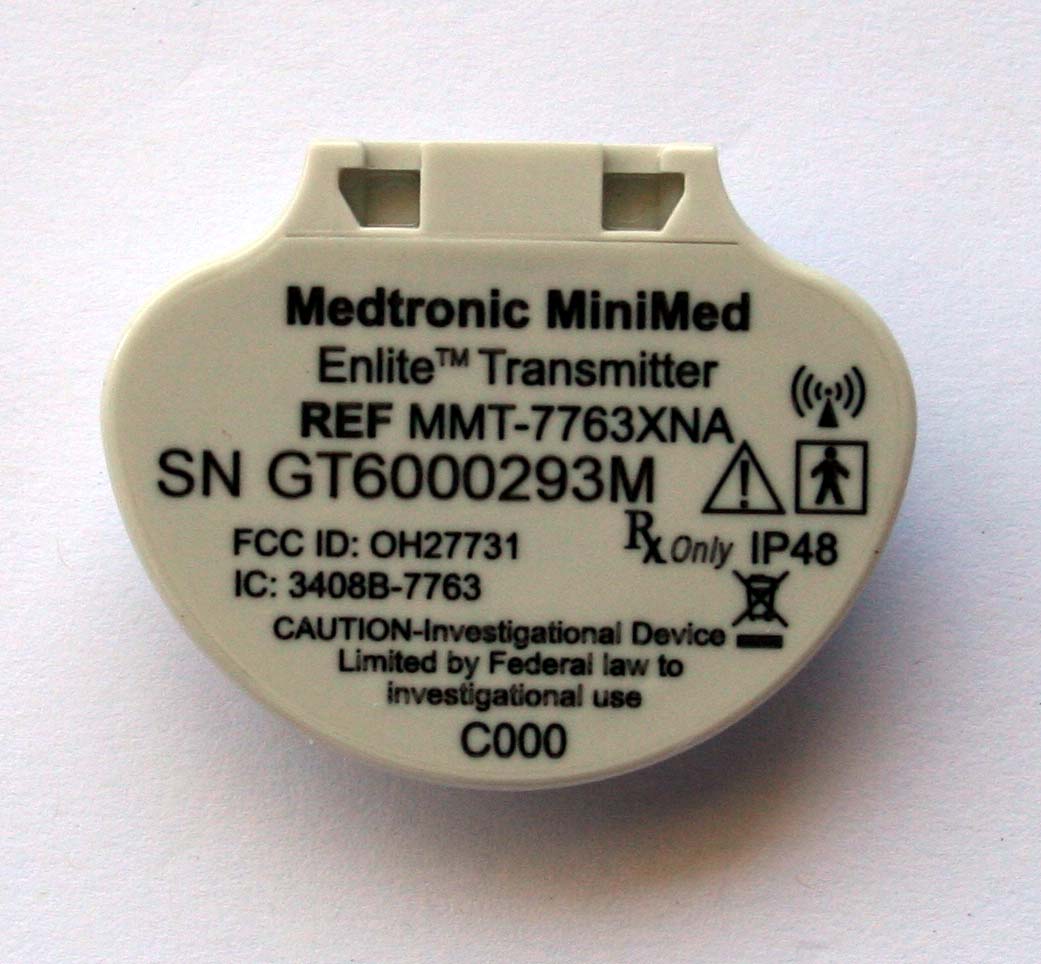 Medtronic MiniMed
Enlite™ Transmitter
REF MMT-7763XNA
SN GT6000293M
Rx Only IP48
FCC ID: OH27731
IC: 3408B-7763
CAUTION-Investigational Device
Limited by Federal law to
investigational use
C000